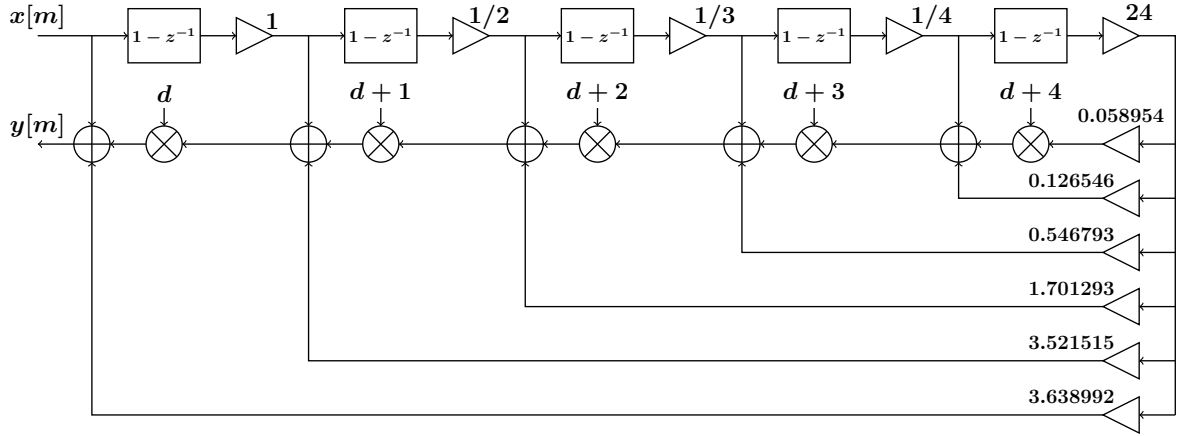 x[m] 1 1/2 1/3 1/4 24
1 − z⁻¹ 1 − z⁻¹ 1 − z⁻¹ 1 − z⁻¹ 1 − z⁻¹
d d + 1 d + 2 d + 3 d + 4
y[m] 0.058954
0.126546
0.546793
1.701293
3.521515
3.638992